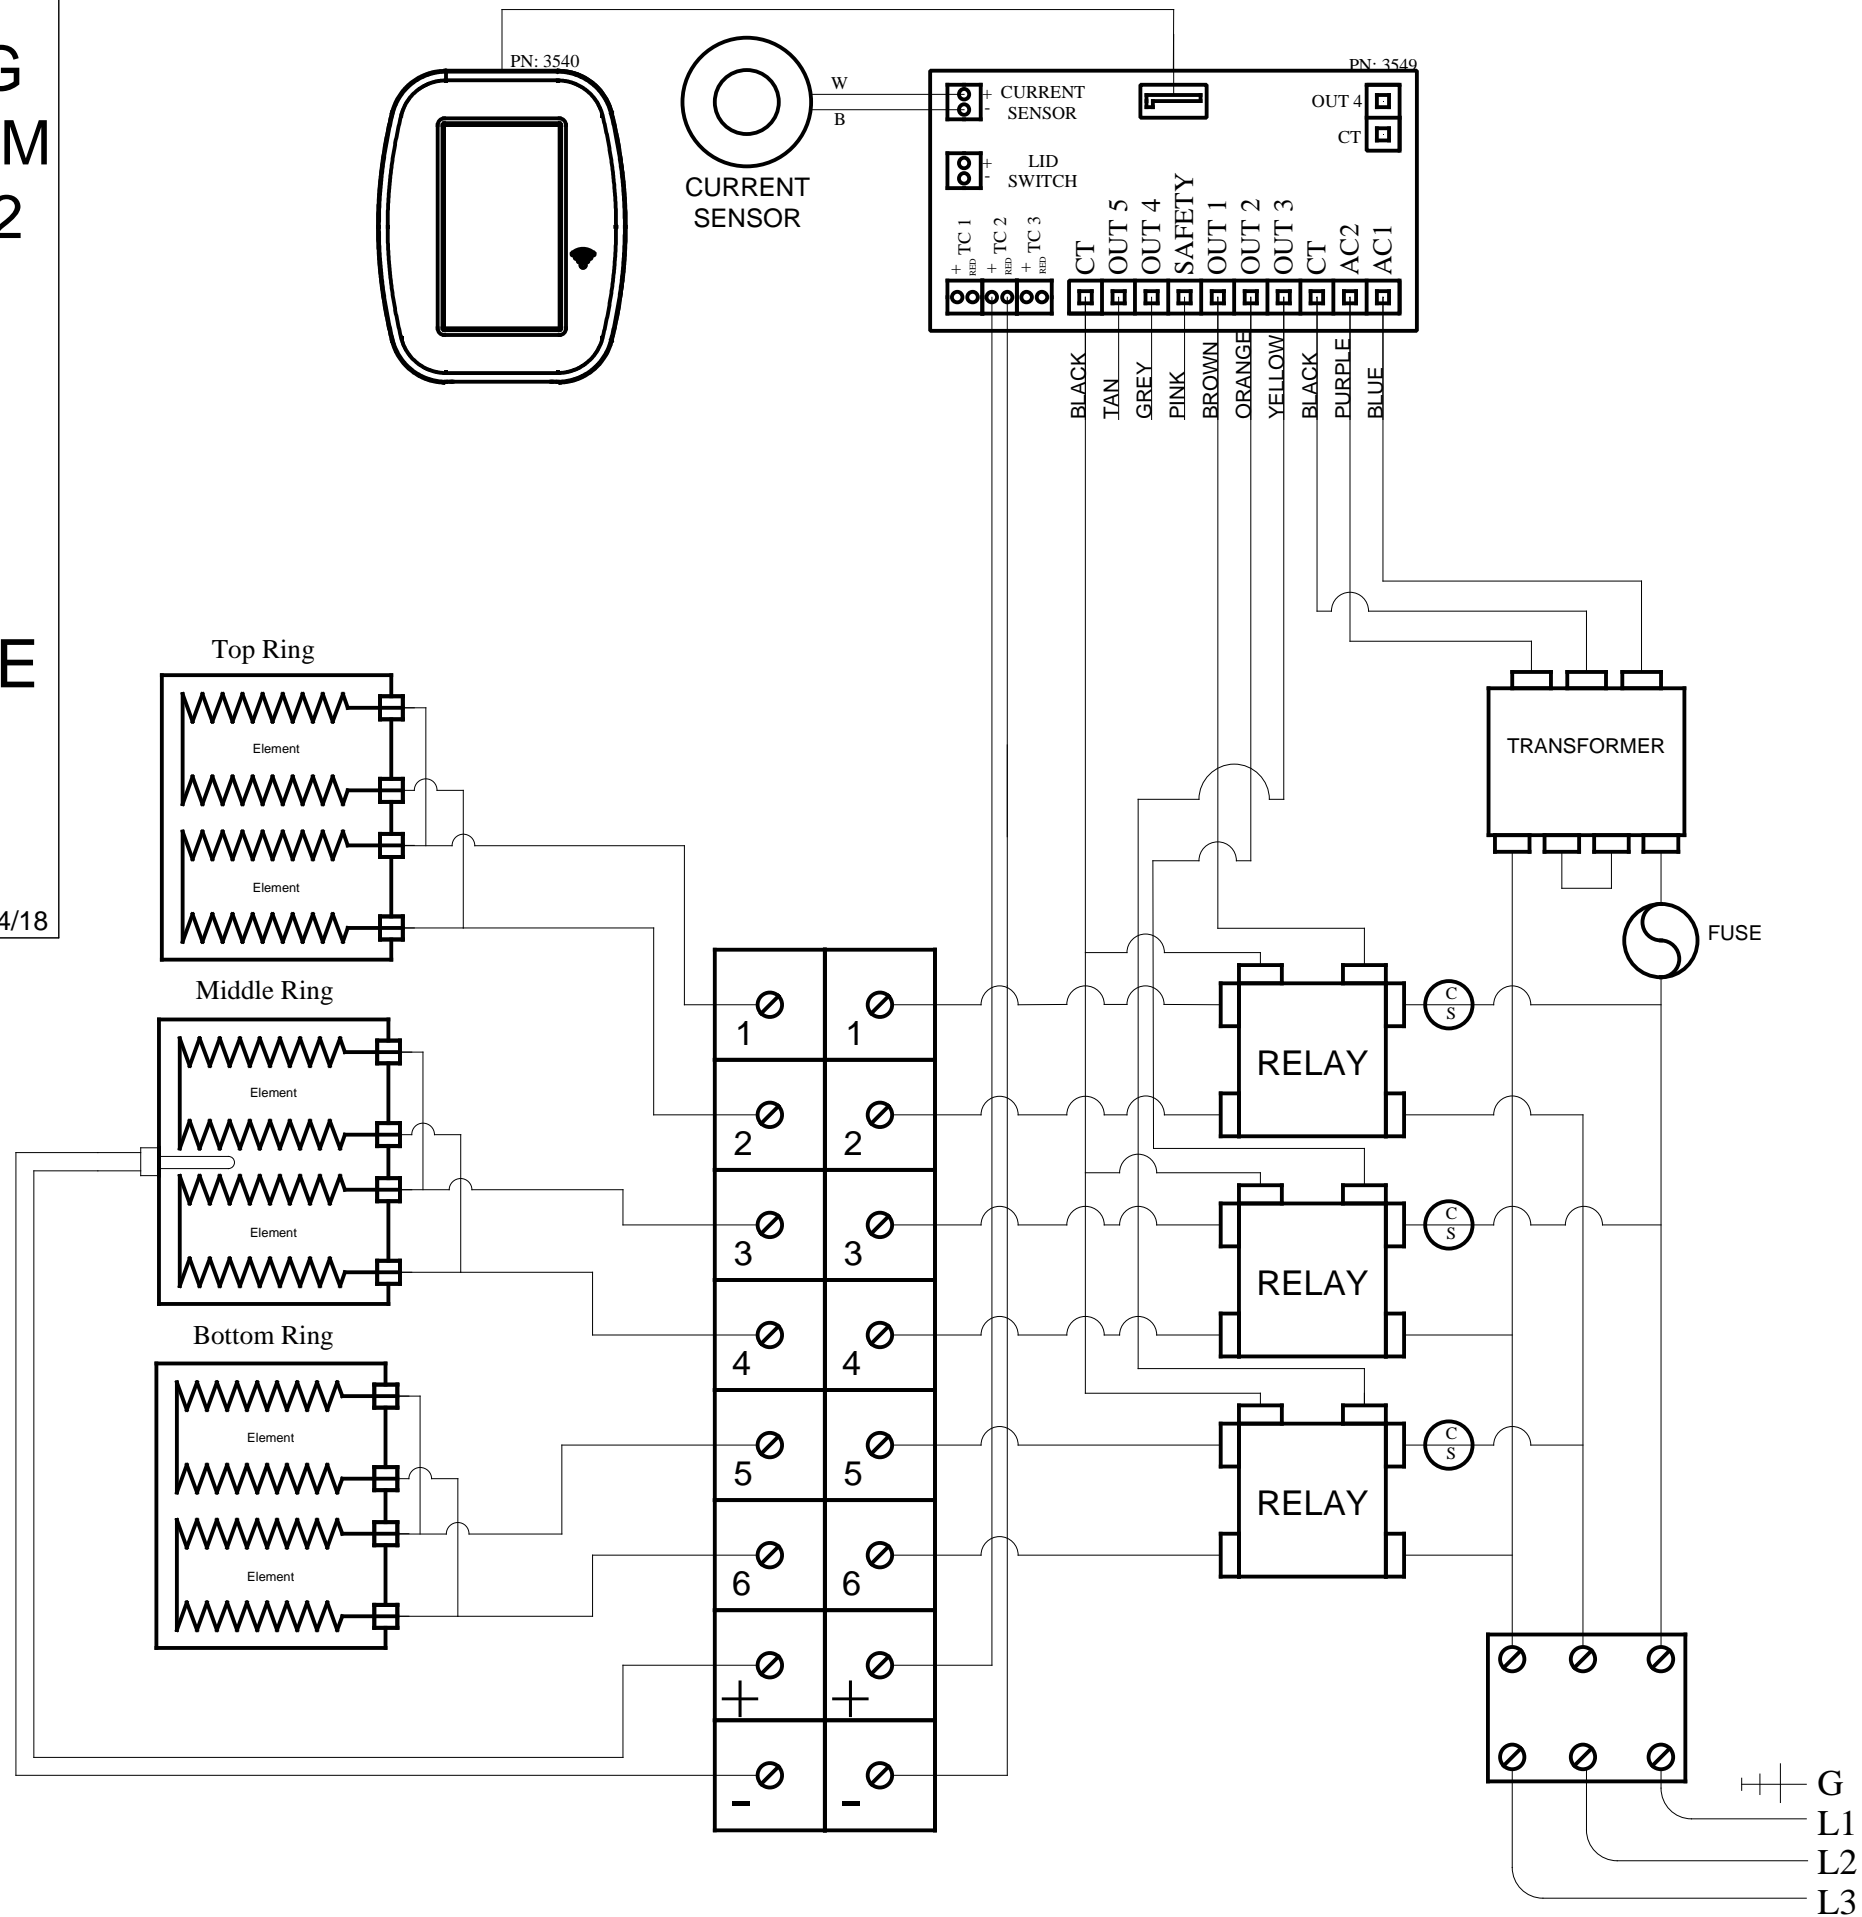 G
M
2
E
4/18
PN: 3540
PN: 3549
W
B
CURRENT
SENSOR
+ CURRENT
- SENSOR
+ LID
- SWITCH
OUT 4
CT
+ TC 1
RED
+ TC 2
RED
+ TC 3
RED
CT
OUT 5
OUT 4
SAFETY
OUT 1
OUT 2
OUT 3
CT
AC2
AC1
BLACK
TAN
GREY
PINK
BROWN
ORANGE
YELLOW
BLACK
PURPLE
BLUE
TRANSFORMER
FUSE
Top Ring
Element
Element
Middle Ring
Element
Element
Bottom Ring
Element
Element
1 1
2 2
3 3
4 4
5 5
6 6
+ +
- -
RELAY
C
S
RELAY
C
S
RELAY
C
S
G
L1
L2
L3